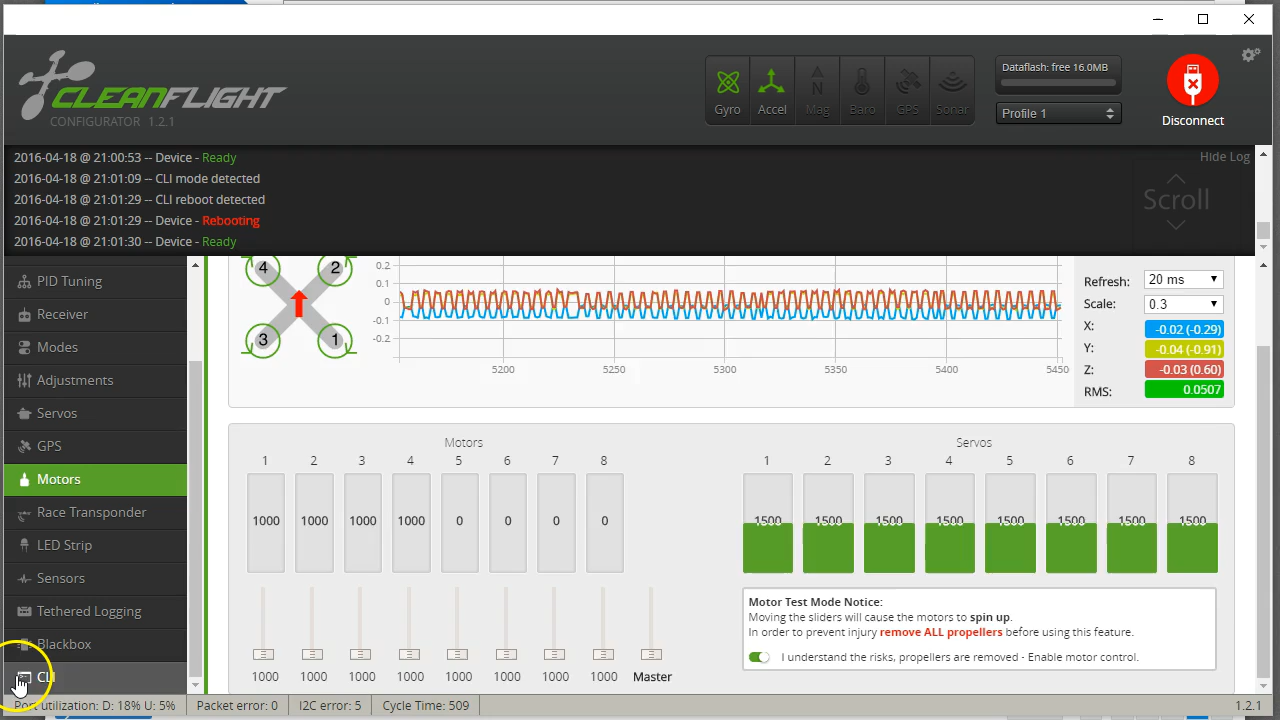 CLEANFLIGHT
CONFIGURATOR 1.2.1
Gyro
Accel
Mag
Baro
GPS
Sonar
Dataflash: free 16.0MB
Profile 1
Disconnect
2016-04-18 @ 21:00:53 -- Device - Ready
2016-04-18 @ 21:01:09 -- CLI mode detected
2016-04-18 @ 21:01:29 -- CLI reboot detected
2016-04-18 @ 21:01:29 -- Device - Rebooting
2016-04-18 @ 21:01:30 -- Device - Ready
Hide Log
Scroll
PID Tuning
Receiver
Modes
Adjustments
Servos
GPS
Motors
Race Transponder
LED Strip
Sensors
Tethered Logging
Blackbox
CLI
4 2
3 1
0.2
0.1
0
-0.1
-0.2
5200 5250 5300 5350 5400 5450
Refresh: 20 ms
Scale: 0.3
X: -0.02 (-0.29)
Y: -0.04 (-0.91)
Z: -0.03 (0.60)
RMS: 0.0507
Motors
1 2 3 4 5 6 7 8
1000 1000 1000 1000 0 0 0 0
1000 1000 1000 1000 1000 1000 1000 1000 Master
Servos
1 2 3 4 5 6 7 8
1500 1500 1500 1500 1500 1500 1500 1500
Motor Test Mode Notice:
Moving the sliders will cause the motors to spin up.
In order to prevent injury remove ALL propellers before using this feature.
I understand the risks, propellers are removed - Enable motor control.
Port utilization: D: 18% U: 5%
Packet error: 0
I2C error: 5
Cycle Time: 509
1.2.1